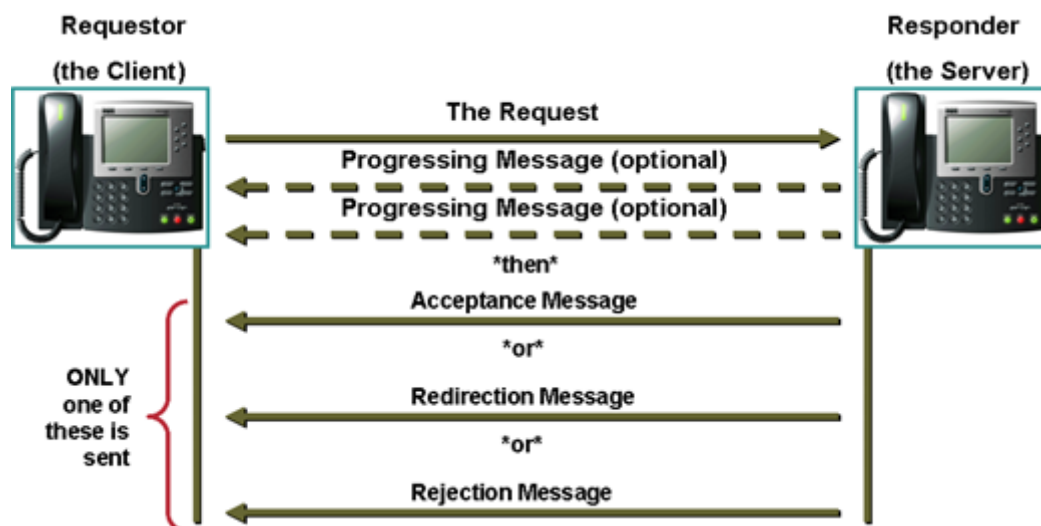 Requestor
(the Client)
Responder
(the Server)
The Request
Progressing Message (optional)
Progressing Message (optional)
*then*
Acceptance Message
*or*
Redirection Message
*or*
Rejection Message
ONLY
one of
these is
sent